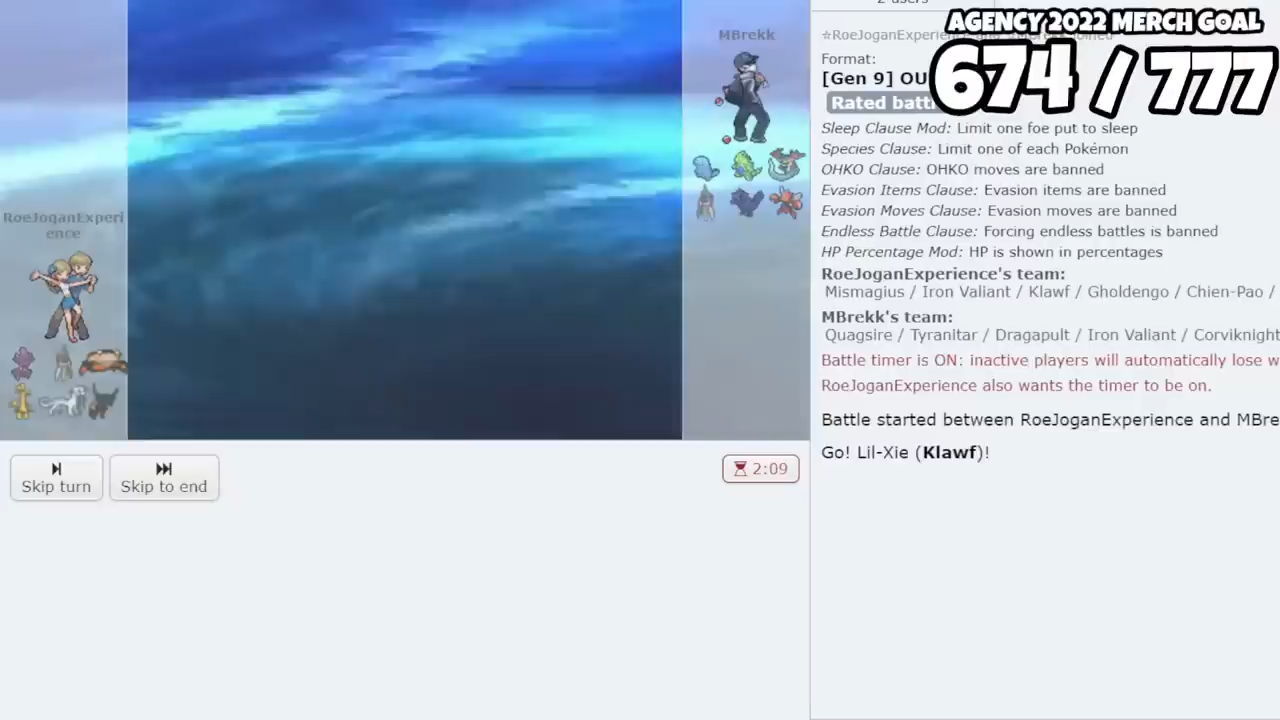 2 users
AGENCY 2022 MERCH GOAL
674 / 777
MBrekk
☆RoeJoganExperience
Format:
[Gen 9] OU
Rated batt
Sleep Clause Mod: Limit one foe put to sleep
Species Clause: Limit one of each Pokémon
OHKO Clause: OHKO moves are banned
Evasion Items Clause: Evasion items are banned
Evasion Moves Clause: Evasion moves are banned
Endless Battle Clause: Forcing endless battles is banned
HP Percentage Mod: HP is shown in percentages
RoeJoganExperi
ence
RoeJoganExperience's team:
Mismagius / Iron Valiant / Klawf / Gholdengo / Chien-Pao /
MBrekk's team:
Quagsire / Tyranitar / Dragapult / Iron Valiant / Corviknight
Battle timer is ON: inactive players will automatically lose w
RoeJoganExperience also wants the timer to be on.
Battle started between RoeJoganExperience and MBre
Go! Lil-Xie (Klawf)!
Skip turn
Skip to end
2:09